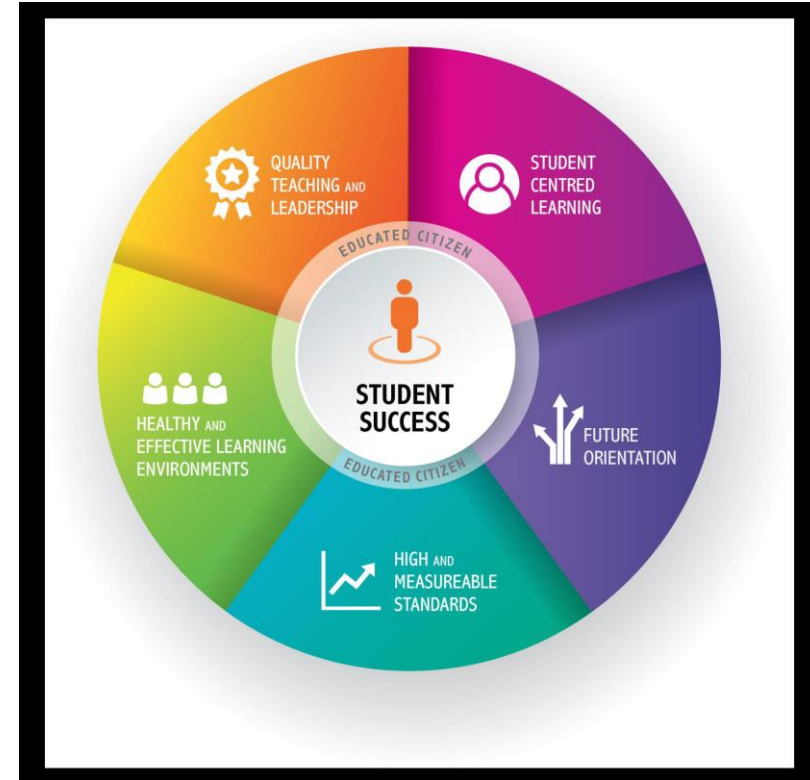 QUALITY
TEACHING AND
LEADERSHIP
STUDENT
CENTRED
LEARNING
EDUCATED CITIZEN
STUDENT
SUCCESS
EDUCATED CITIZEN
HEALTHY AND
EFFECTIVE LEARNING
ENVIRONMENTS
FUTURE
ORIENTATION
HIGH AND
MEASUREABLE
STANDARDS